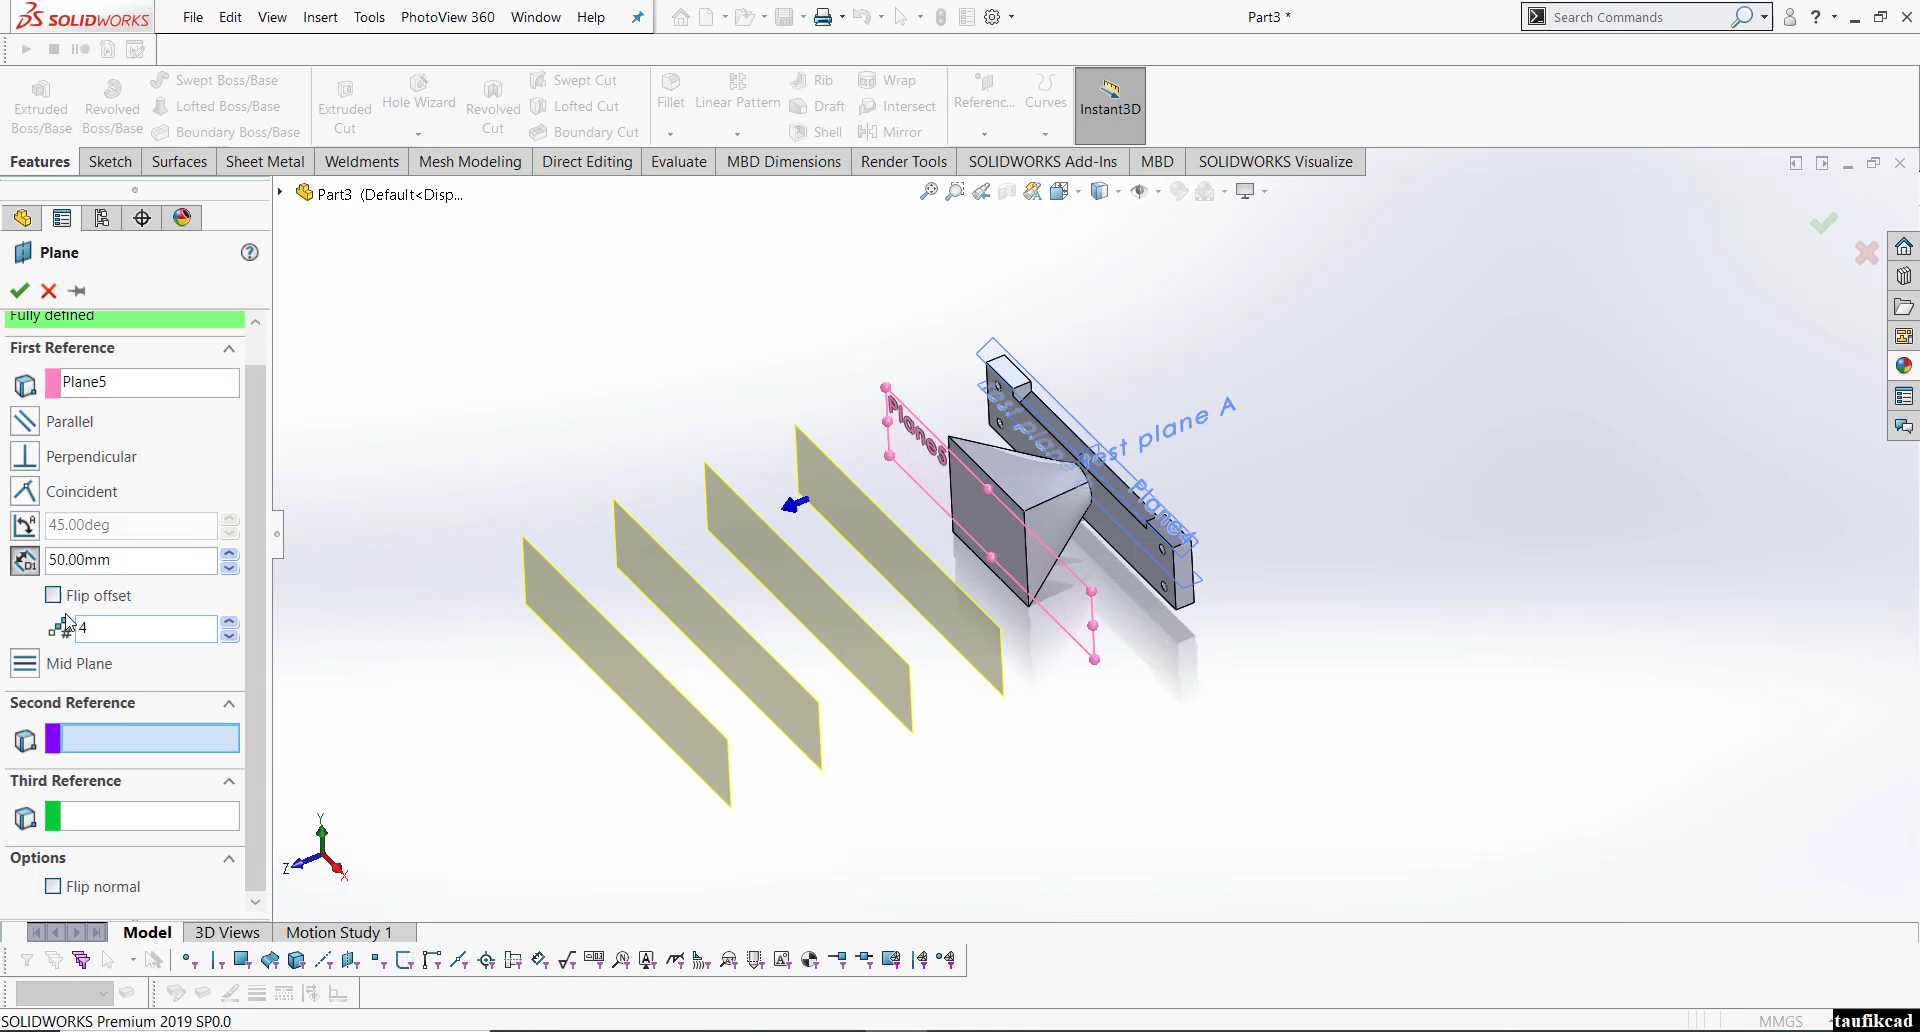 SOLIDWORKS File Edit View Insert Tools PhotoView 360 Window Help Part3 * Search Commands ?
Extruded Boss/Base
Revolved Boss/Base
Swept Boss/Base
Lofted Boss/Base
Boundary Boss/Base
Extruded Cut
Hole Wizard
Revolved Cut
Swept Cut
Lofted Cut
Boundary Cut
Fillet
Linear Pattern
Rib
Draft
Shell
Wrap
Intersect
Mirror
Referenc...
Curves
Instant3D
Features Sketch Surfaces Sheet Metal Weldments Mesh Modeling Direct Editing Evaluate MBD Dimensions Render Tools SOLIDWORKS Add-Ins MBD SOLIDWORKS Visualize
Part3 (Default<Disp...
Plane ?
Fully defined
First Reference
Plane5
Parallel
Perpendicular
Coincident
45.00deg
50.00mm
Flip offset
4
Mid Plane
Second Reference
Third Reference
Options
Flip normal
Plane5
est plane A
Plane4
Y
Z
X
Model 3D Views Motion Study 1
SOLIDWORKS Premium 2019 SP0.0 MMGS taufikcad